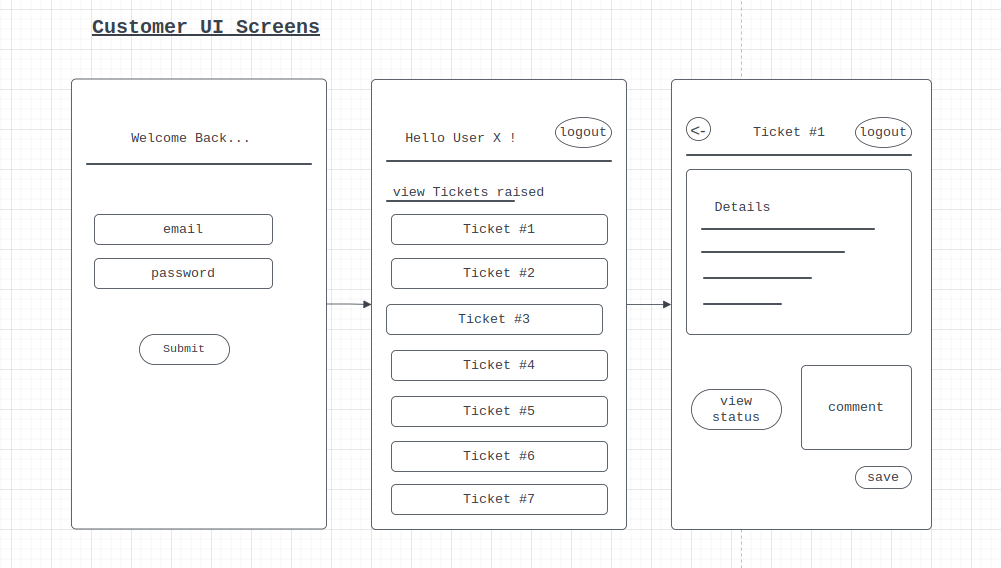 Customer UI Screens
Welcome Back...
email
password
Submit
Hello User X !
logout
view Tickets raised
Ticket #1
Ticket #2
Ticket #3
Ticket #4
Ticket #5
Ticket #6
Ticket #7
<-
Ticket #1
logout
Details
view
status
comment
save